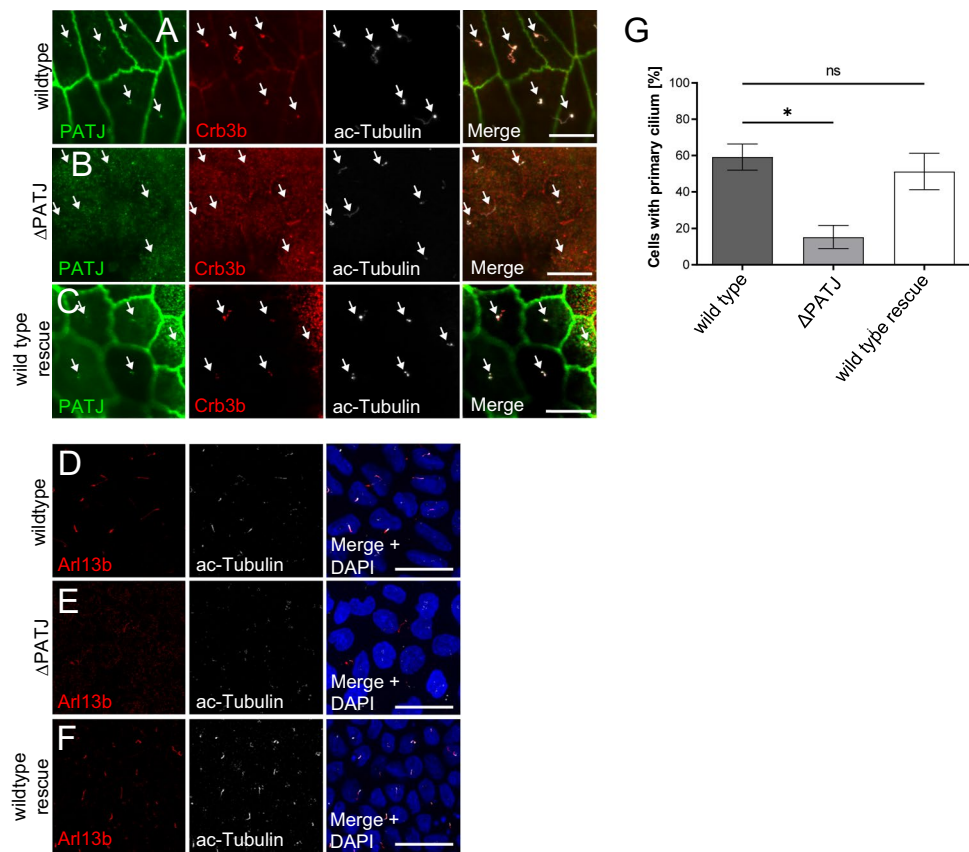 A
wildtype
PATJ
Crb3b
ac-Tubulin
Merge
B
ΔPATJ
PATJ
Crb3b
ac-Tubulin
Merge
C
wild type
rescue
PATJ
Crb3b
ac-Tubulin
Merge
D
wildtype
Arl13b
ac-Tubulin
Merge +
DAPI
E
ΔPATJ
Arl13b
ac-Tubulin
Merge +
DAPI
F
wildtype
rescue
Arl13b
ac-Tubulin
Merge +
DAPI
G
Cells with primary cilium [%]
100
80
60
40
20
0
ns
*
wild type
ΔPATJ
wild type rescue